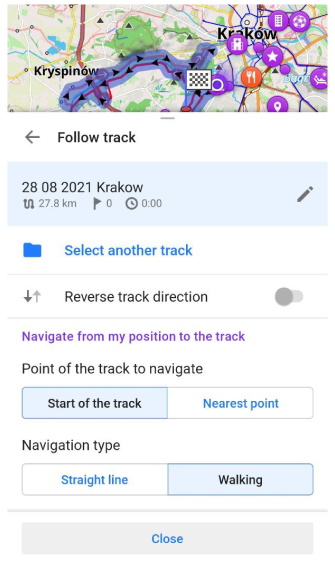 Kraków
Kryspinów
Follow track
28 08 2021 Krakow
27.8 km 0 0:00
Select another track
Reverse track direction
Navigate from my position to the track
Point of the track to navigate
Start of the track Nearest point
Navigation type
Straight line Walking
Close